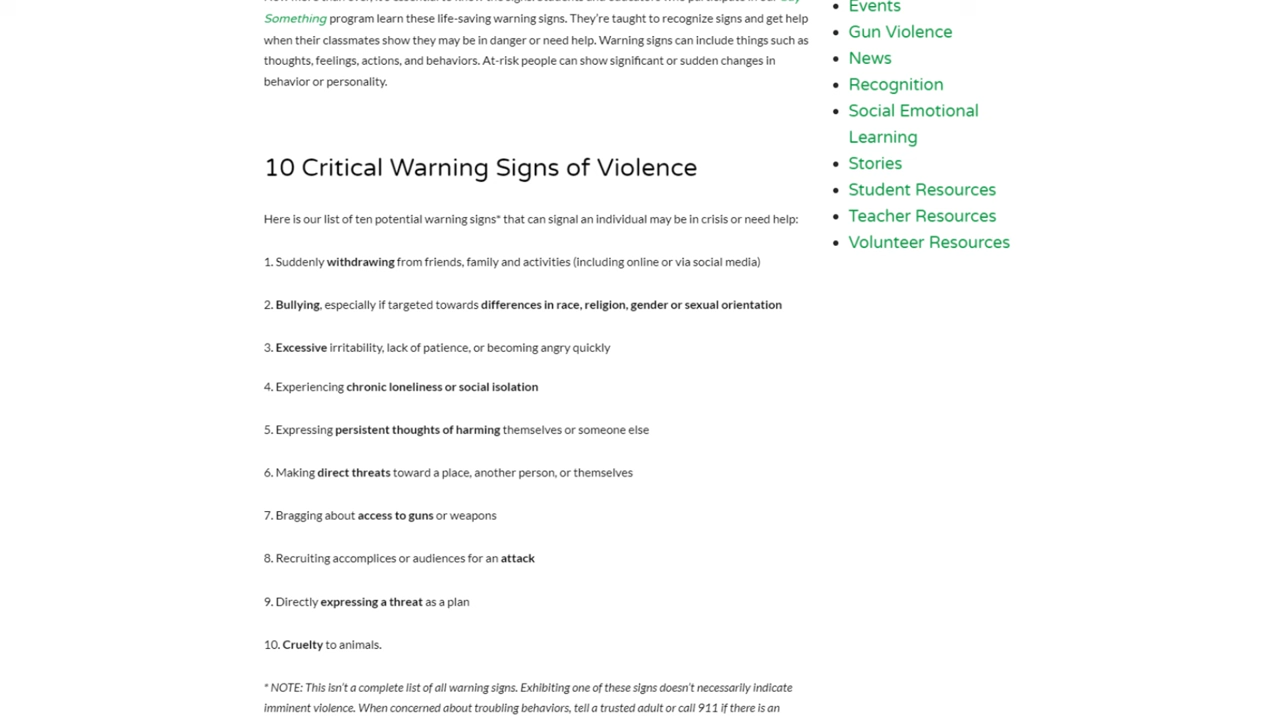 Something program learn these life-saving warning signs. They're taught to recognize signs and get help
when their classmates show they may be in danger or need help. Warning signs can include things such as
thoughts, feelings, actions, and behaviors. At-risk people can show significant or sudden changes in
behavior or personality.
10 Critical Warning Signs of Violence
Here is our list of ten potential warning signs* that can signal an individual may be in crisis or need help:
1. Suddenly withdrawing from friends, family and activities (including online or via social media)
2. Bullying, especially if targeted towards differences in race, religion, gender or sexual orientation
3. Excessive irritability, lack of patience, or becoming angry quickly
4. Experiencing chronic loneliness or social isolation
5. Expressing persistent thoughts of harming themselves or someone else
6. Making direct threats toward a place, another person, or themselves
7. Bragging about access to guns or weapons
8. Recruiting accomplices or audiences for an attack
9. Directly expressing a threat as a plan
10. Cruelty to animals.
* NOTE: This isn't a complete list of all warning signs. Exhibiting one of these signs doesn't necessarily indicate
imminent violence. When concerned about troubling behaviors, tell a trusted adult or call 911 if there is an
Events
Gun Violence
News
Recognition
Social Emotional
Learning
Stories
Student Resources
Teacher Resources
Volunteer Resources